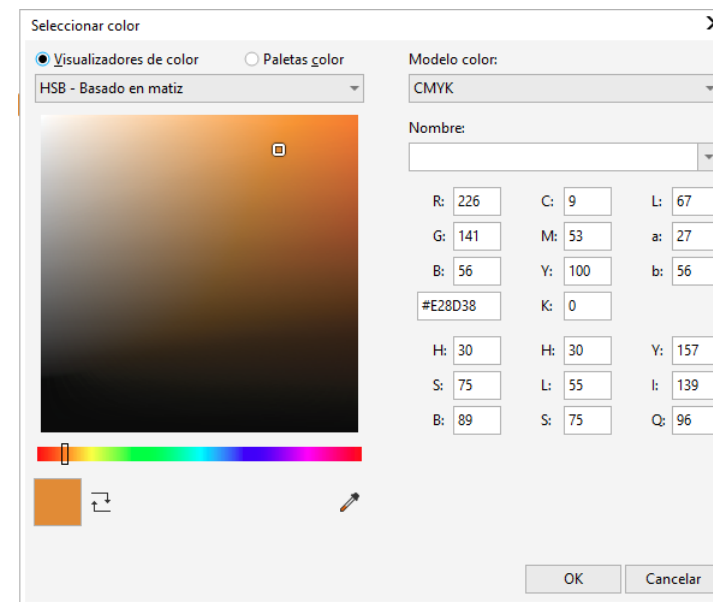 Seleccionar color
Visualizadores de color Paletas color Modelo color:
HSB - Basado en matiz CMYK
Nombre:
R: 226 C: 9 L: 67
G: 141 M: 53 a: 27
B: 56 Y: 100 b: 56
#E28D38 K: 0
H: 30 H: 30 Y: 157
S: 75 L: 55 I: 139
B: 89 S: 75 Q: 96
OK Cancelar